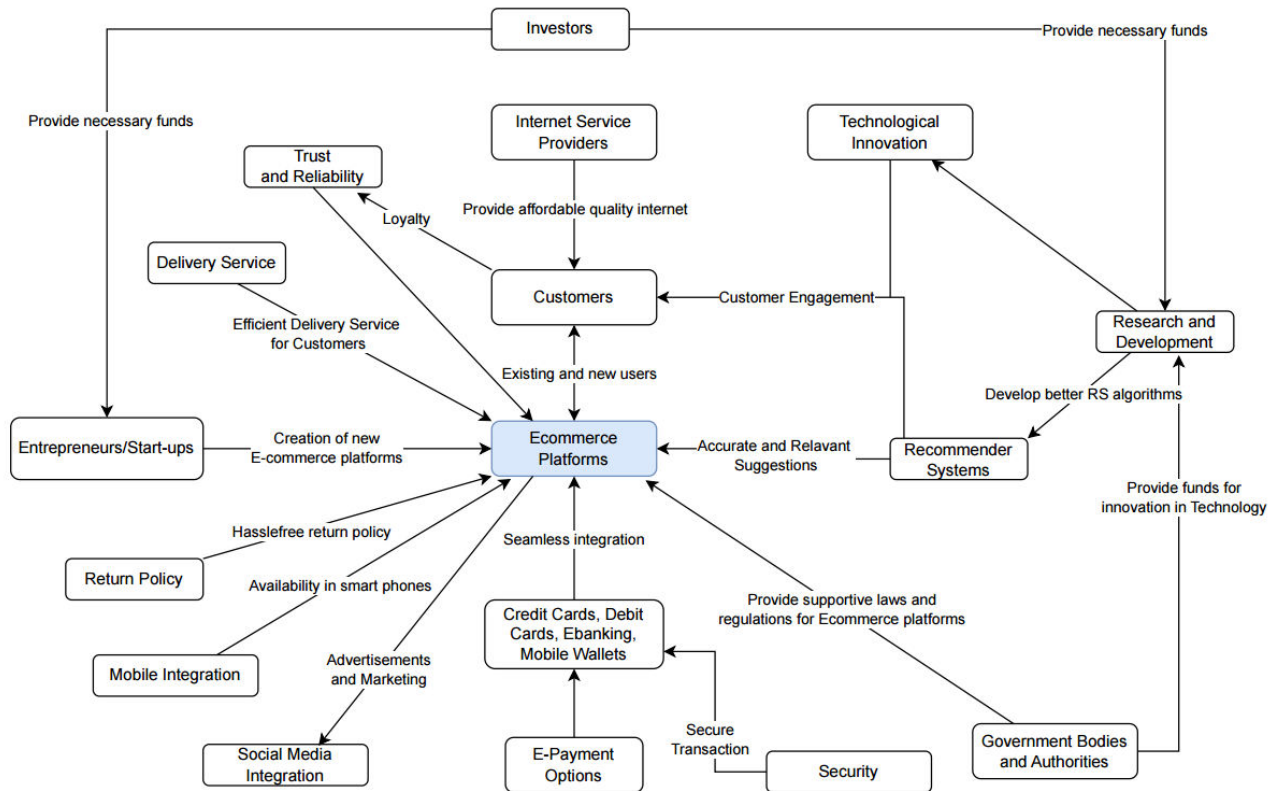 Investors
Provide necessary funds
Provide necessary funds
Internet Service
Providers
Technological
Innovation
Trust
and Reliability
Provide affordable quality internet
Loyalty
Delivery Service
Customers
Customer Engagement
Research and
Development
Efficient Delivery Service
for Customers
Existing and new users
Develop better RS algorithms
Entrepreneurs/Start-ups
Creation of new
E-commerce platforms
Ecommerce
Platforms
Accurate and Relavant
Suggestions
Recommender
Systems
Provide funds for
innovation in Technology
Hasslefree return policy
Seamless integration
Return Policy
Availability in smart phones
Provide supportive laws and
regulations for Ecommerce platforms
Credit Cards, Debit
Cards, Ebanking,
Mobile Wallets
Mobile Integration
Advertisements
and Marketing
Secure
Transaction
Social Media
Integration
E-Payment
Options
Security
Government Bodies
and Authorities